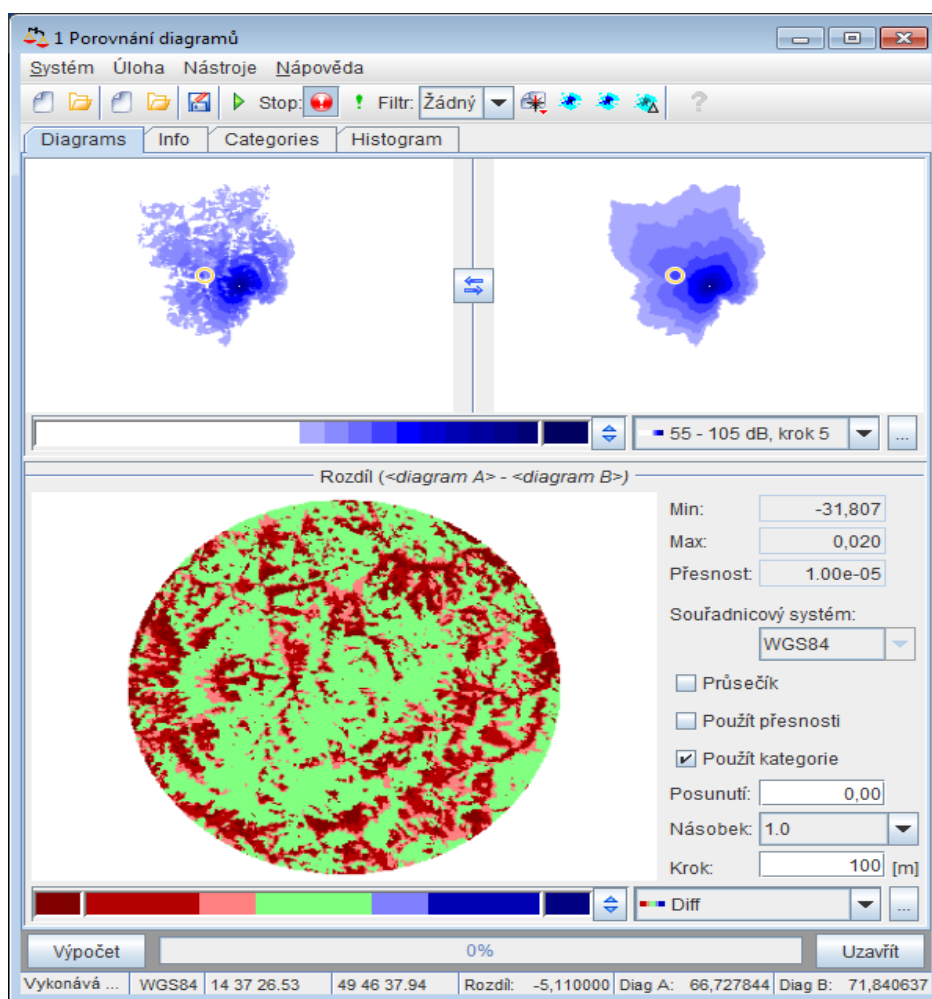 1 Porovnání diagramů
Systém Úloha Nástroje Nápověda
Stop: Filtr: Žádný ?
Diagrams Info Categories Histogram
55 - 105 dB, krok 5 ...
Rozdíl (<diagram A> - <diagram B>)
Min: -31,807
Max: 0,020
Přesnost: 1.00e-05
Souřadnicový systém:
WGS84
Průsečík
Použít přesnosti
Použít kategorie
Posunutí: 0,00
Násobek: 1.0
Krok: 100 [m]
Diff ...
Výpočet 0% Uzavřít
Vykonává ... WGS84 14 37 26.53 49 46 37.94 Rozdíl: -5,110000 Diag A: 66,727844 Diag B: 71,840637